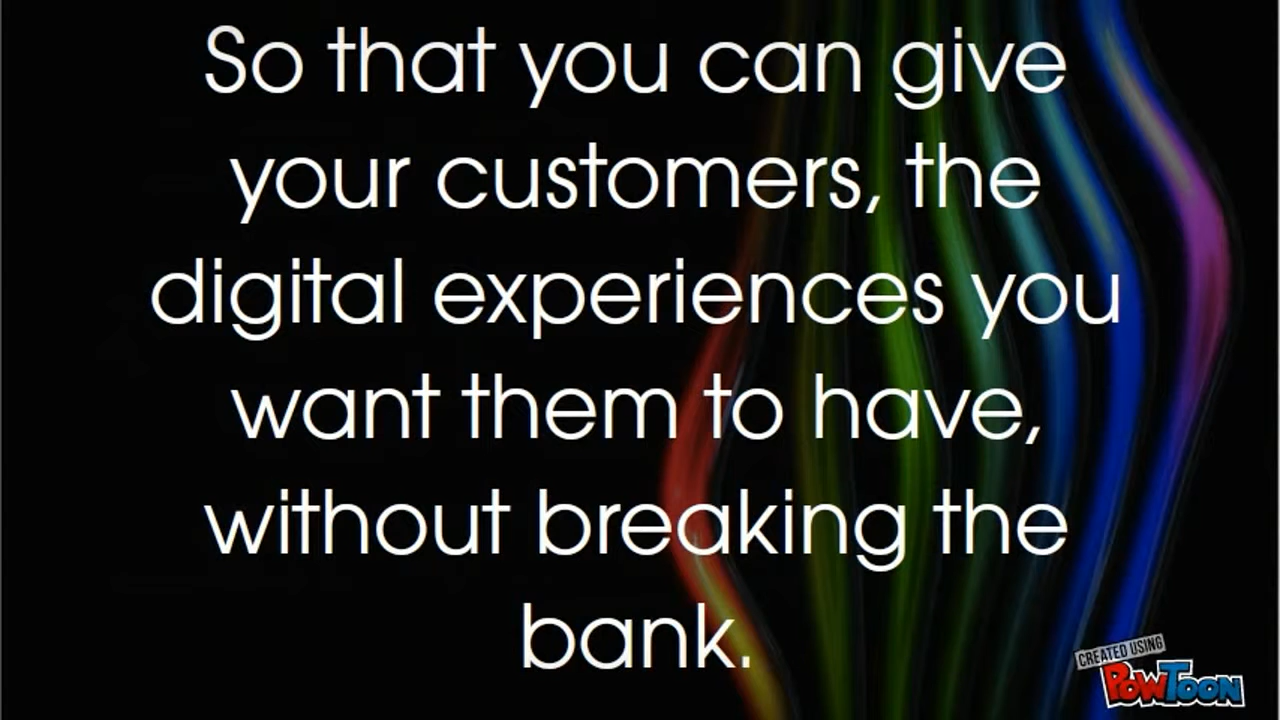 So that you can give
your customers, the
digital experiences you
want them to have,
without breaking the
bank.
CREATED USING
POWTOON